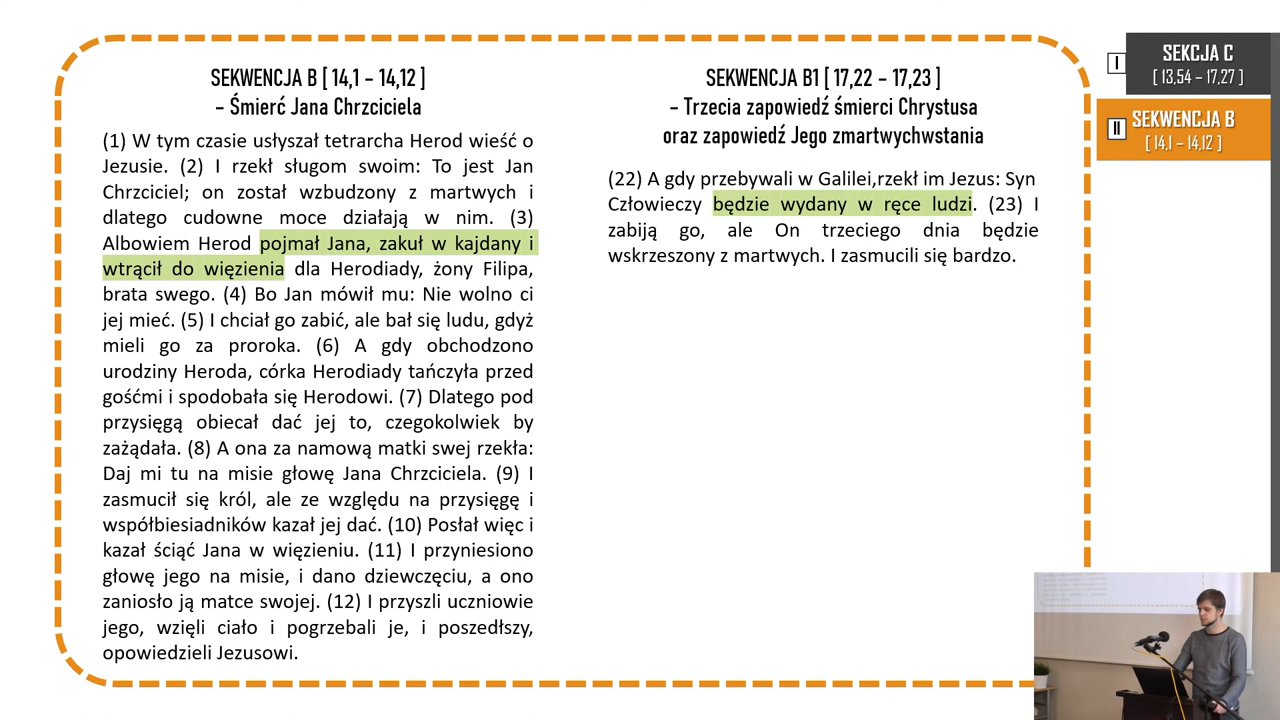 SEKWENCJA B [ 14,1 – 14,12 ]
– Śmierć Jana Chrzciciela
(1) W tym czasie usłyszał tetrarcha Herod wieść o
Jezusie. (2) I rzekł sługom swoim: To jest Jan
Chrzciciel; on został wzbudzony z martwych i
dlatego cudowne moce działają w nim. (3)
Albowiem Herod pojmał Jana, zakuł w kajdany i
wtrącił do więzienia dla Herodiady, żony Filipa,
brata swego. (4) Bo Jan mówił mu: Nie wolno ci
jej mieć. (5) I chciał go zabić, ale bał się ludu, gdyż
mieli go za proroka. (6) A gdy obchodzono
urodziny Heroda, córka Herodiady tańczyła przed
gośćmi i spodobała się Herodowi. (7) Dlatego pod
przysięgą obiecał dać jej to, czegokolwiek by
zażądała. (8) A ona za namową matki swej rzekła:
Daj mi tu na misie głowę Jana Chrzciciela. (9) I
zasmucił się król, ale ze względu na przysięgę i
współbiesiadników kazał jej dać. (10) Posłał więc i
kazał ściąć Jana w więzieniu. (11) I przyniesiono
głowę jego na misie, i dano dziewczęciu, a ono
zaniosło ją matce swojej. (12) I przyszli uczniowie
jego, wzięli ciało i pogrzebali je, i poszedłszy,
opowiedzieli Jezusowi.
SEKWENCJA B1 [ 17,22 – 17,23 ]
– Trzecia zapowiedź śmierci Chrystusa
oraz zapowiedź Jego zmartwychwstania
(22) A gdy przebywali w Galilei,rzekł im Jezus: Syn
Człowieczy będzie wydany w ręce ludzi. (23) I
zabiją go, ale On trzeciego dnia będzie
wskrzeszony z martwych. I zasmucili się bardzo.
I
SEKCJA C
[ 13,54 – 17,27 ]
II
SEKWENCJA B
[ 14,1 – 14,12 ]